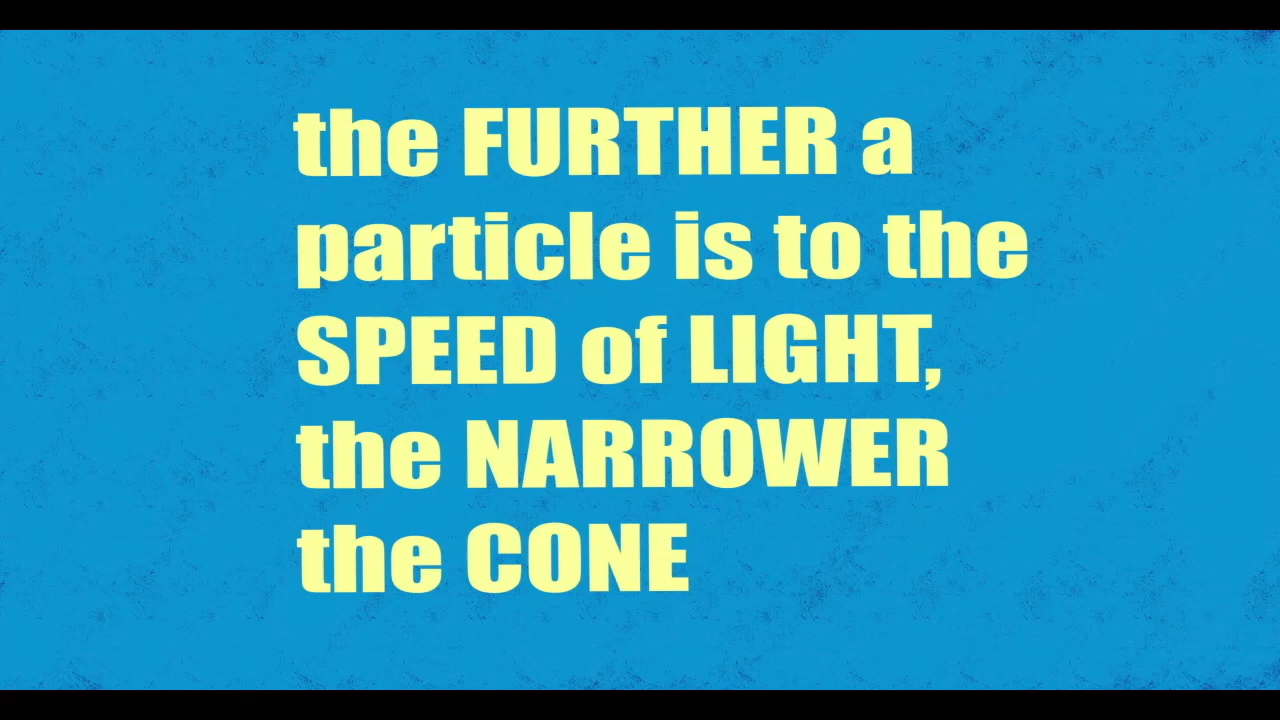 the FURTHER a
particle is to the
SPEED of LIGHT,
the NARROWER
the CONE